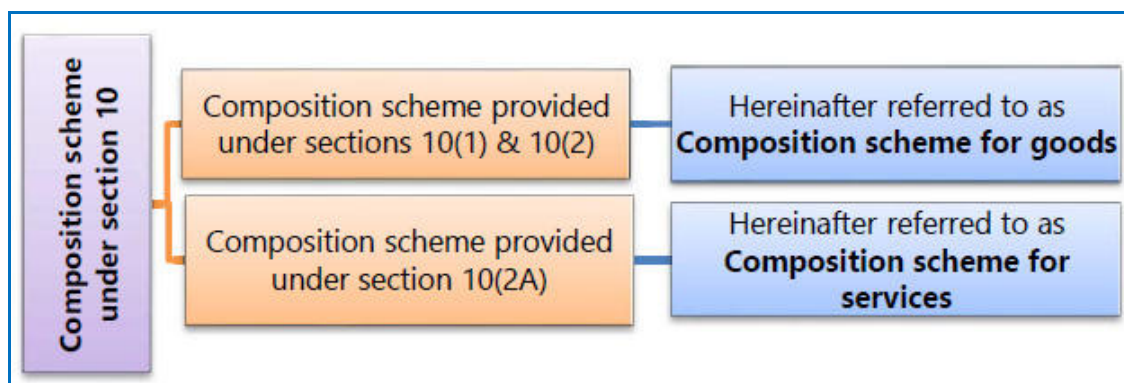 Composition scheme
under section 10
Composition scheme provided
under sections 10(1) & 10(2)
Hereinafter referred to as
Composition scheme for goods
Composition scheme provided
under section 10(2A)
Hereinafter referred to as
Composition scheme for
services